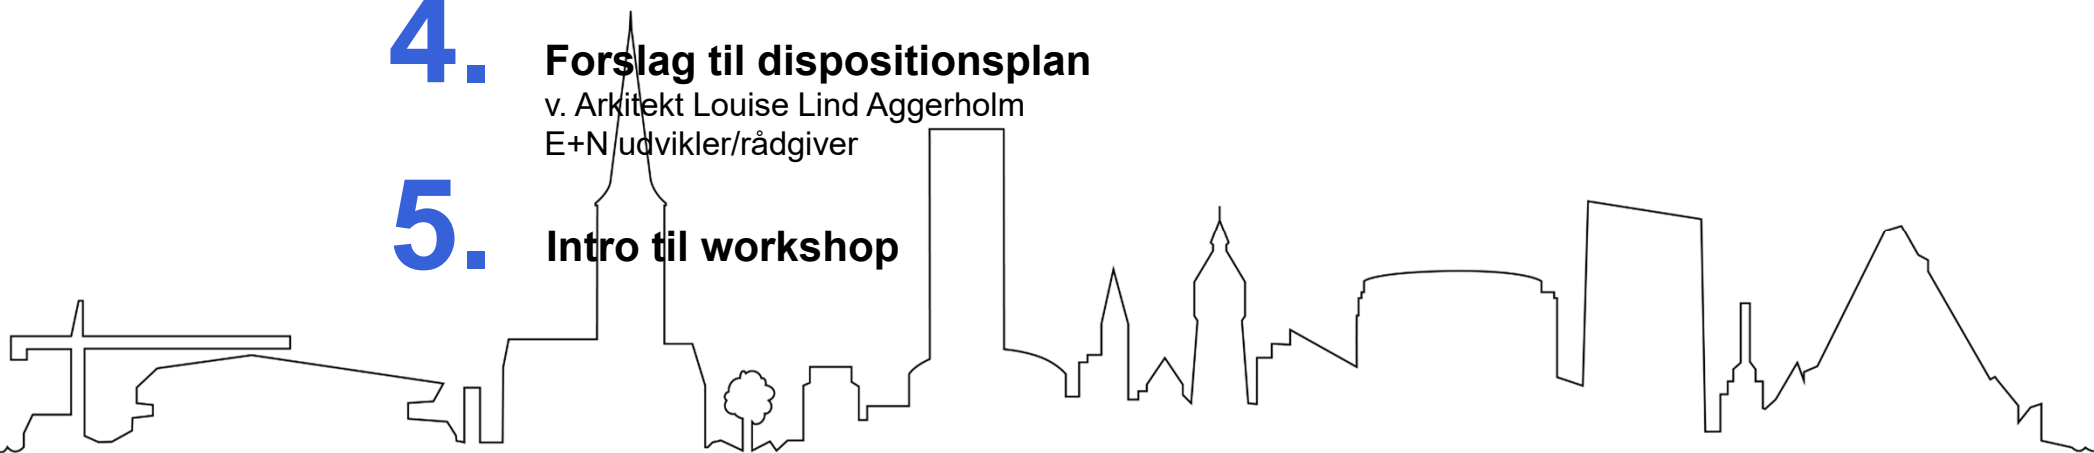 4. Forslag til dispositionsplan
v. Arkitekt Louise Lind Aggerholm
E+N udvikler/rådgiver
5. Intro til workshop